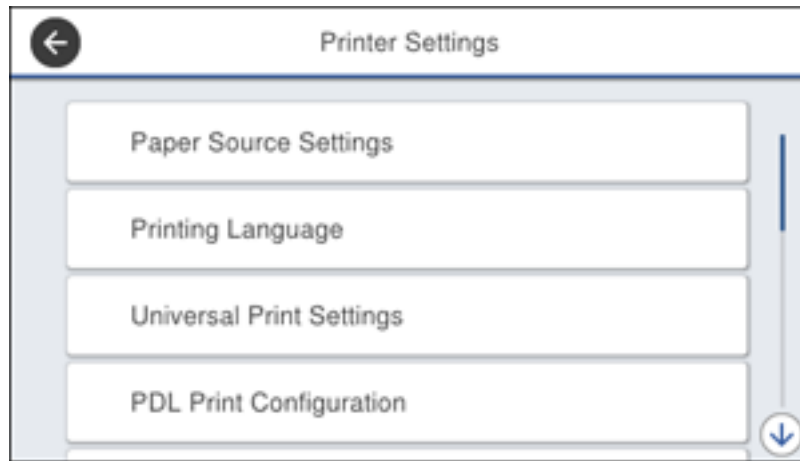 Printer Settings
Paper Source Settings
Printing Language
Universal Print Settings
PDL Print Configuration